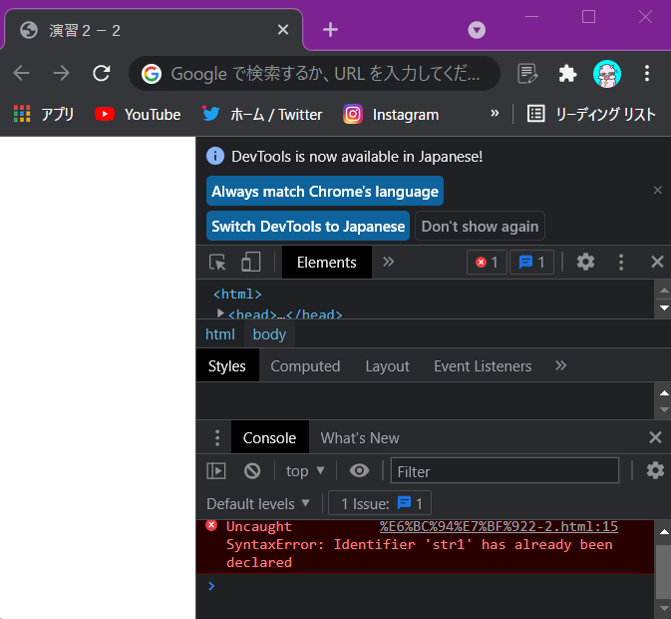 演習２－２
Google で検索するか、URL を入力してくだ...
アプリ YouTube ホーム / Twitter Instagram » リーディング リスト
DevTools is now available in Japanese!
Always match Chrome's language
Switch DevTools to Japanese Don't show again
Elements » 1 1
<html>
<head>…</head>
html body
Styles Computed Layout Event Listeners »
Console What's New
top Filter
Default levels 1 Issue: 1
Uncaught %E6%BC%94%E7%BF%922-2.html:15
SyntaxError: Identifier 'str1' has already been
declared